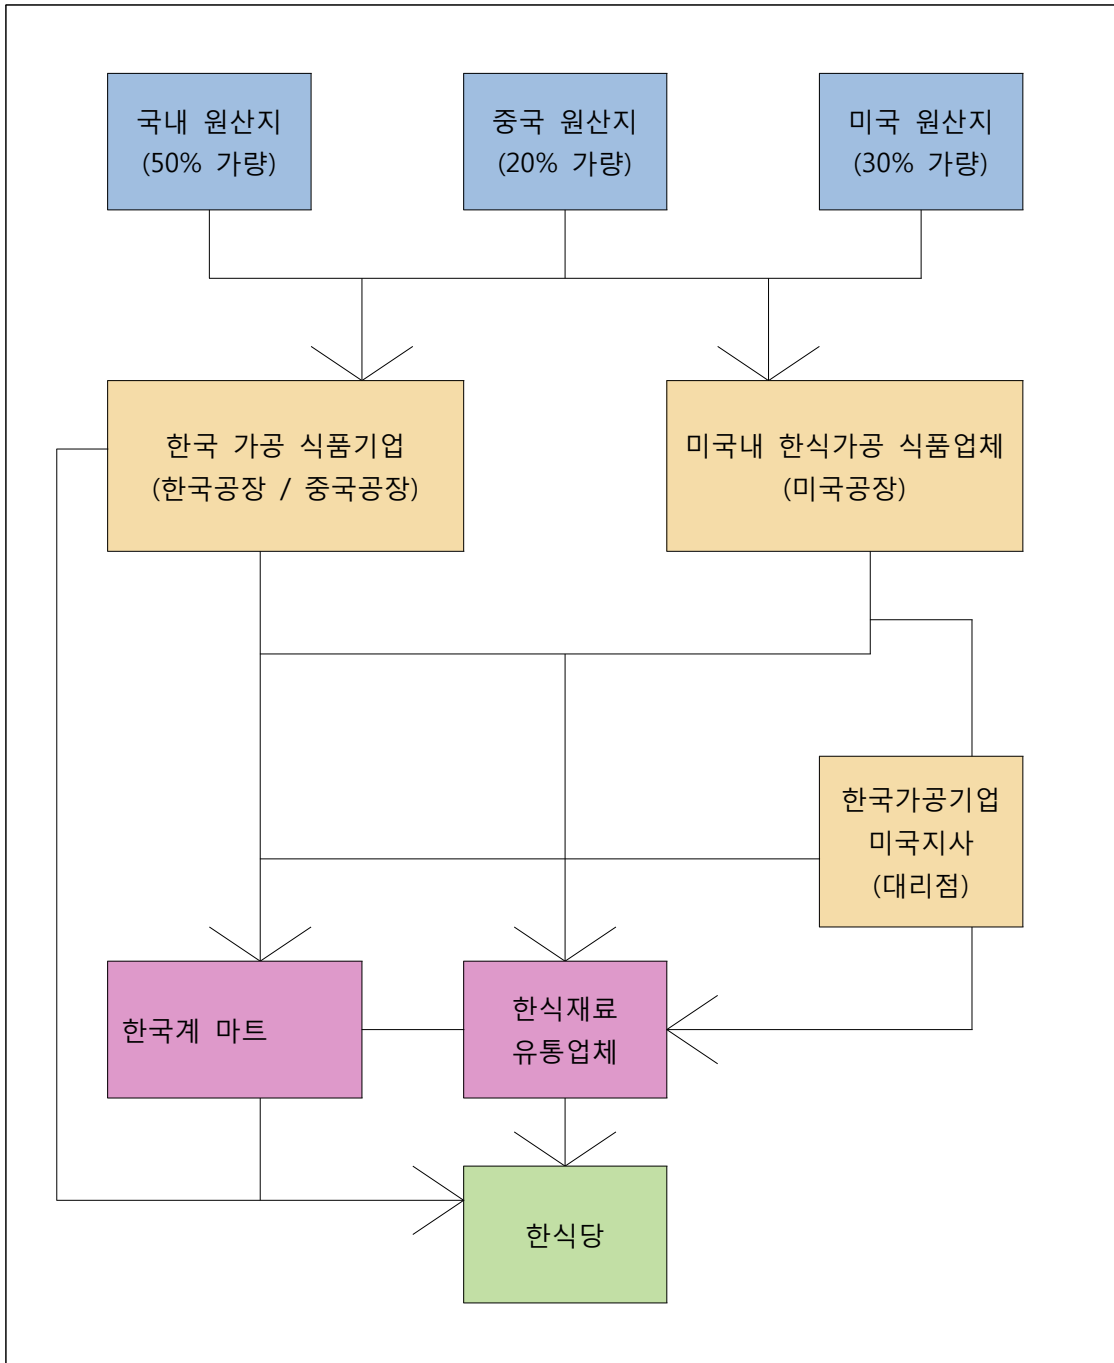 국내 원산지
(50% 가량)
중국 원산지
(20% 가량)
미국 원산지
(30% 가량)
한국 가공 식품기업
(한국공장 / 중국공장)
미국내 한식가공 식품업체
(미국공장)
한국가공기업
미국지사
(대리점)
한국계 마트
한식재료
유통업체
한식당